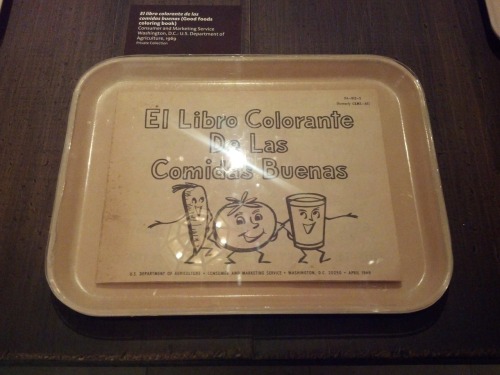 El libro colorante de las
comidas buenas (Good foods
coloring book)
Consumer and Marketing Service
Washington, D.C.: U.S. Department of
Agriculture, 1969
Private Collection
El Libro Colorante
De Las
Comidas Buenas
U.S. DEPARTMENT OF AGRICULTURE • CONSUMER AND MARKETING SERVICE • WASHINGTON, D.C. 20250 • APRIL 1969